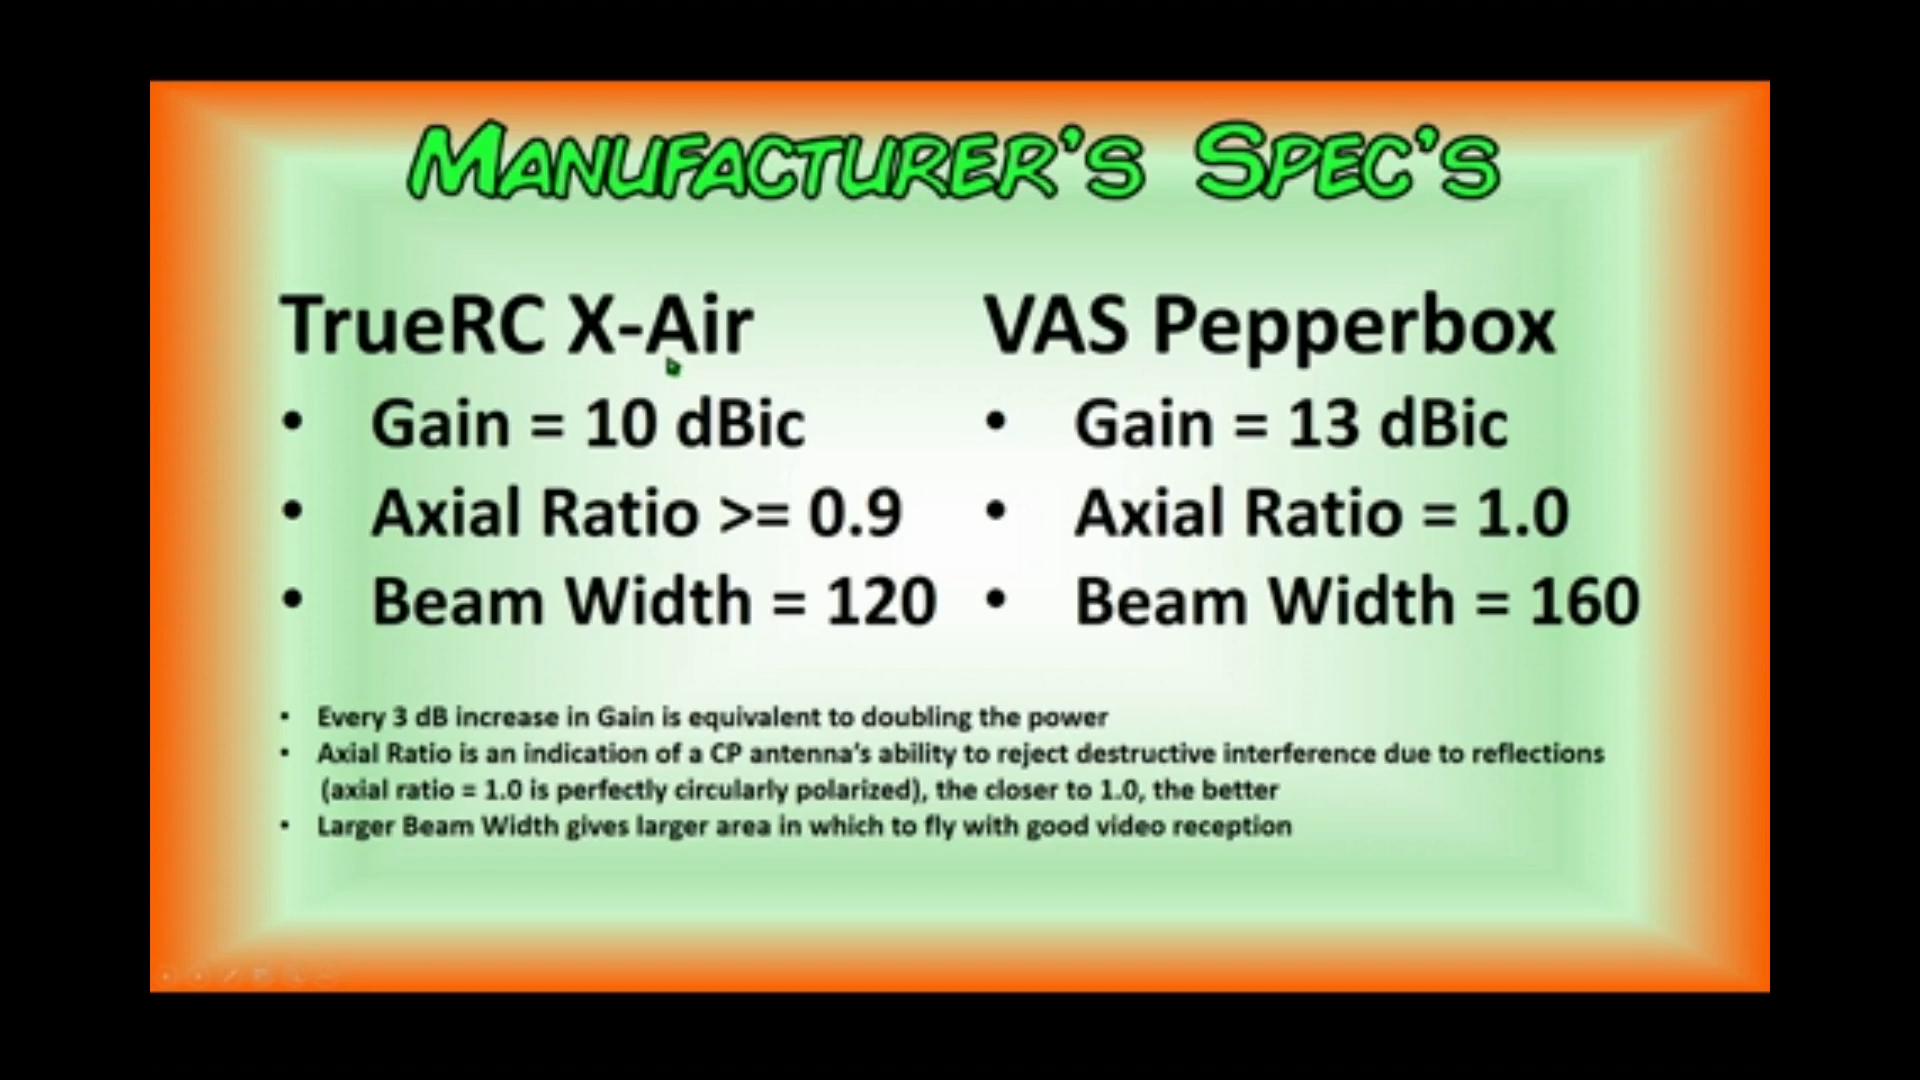 MANUFACTURER'S SPEC'S
TrueRC X-Air
• Gain = 10 dBic
• Axial Ratio >= 0.9
• Beam Width = 120
VAS Pepperbox
• Gain = 13 dBic
• Axial Ratio = 1.0
• Beam Width = 160
• Every 3 dB increase in Gain is equivalent to doubling the power
• Axial Ratio is an indication of a CP antenna's ability to reject destructive interference due to reflections
(axial ratio = 1.0 is perfectly circularly polarized), the closer to 1.0, the better
• Larger Beam Width gives larger area in which to fly with good video reception